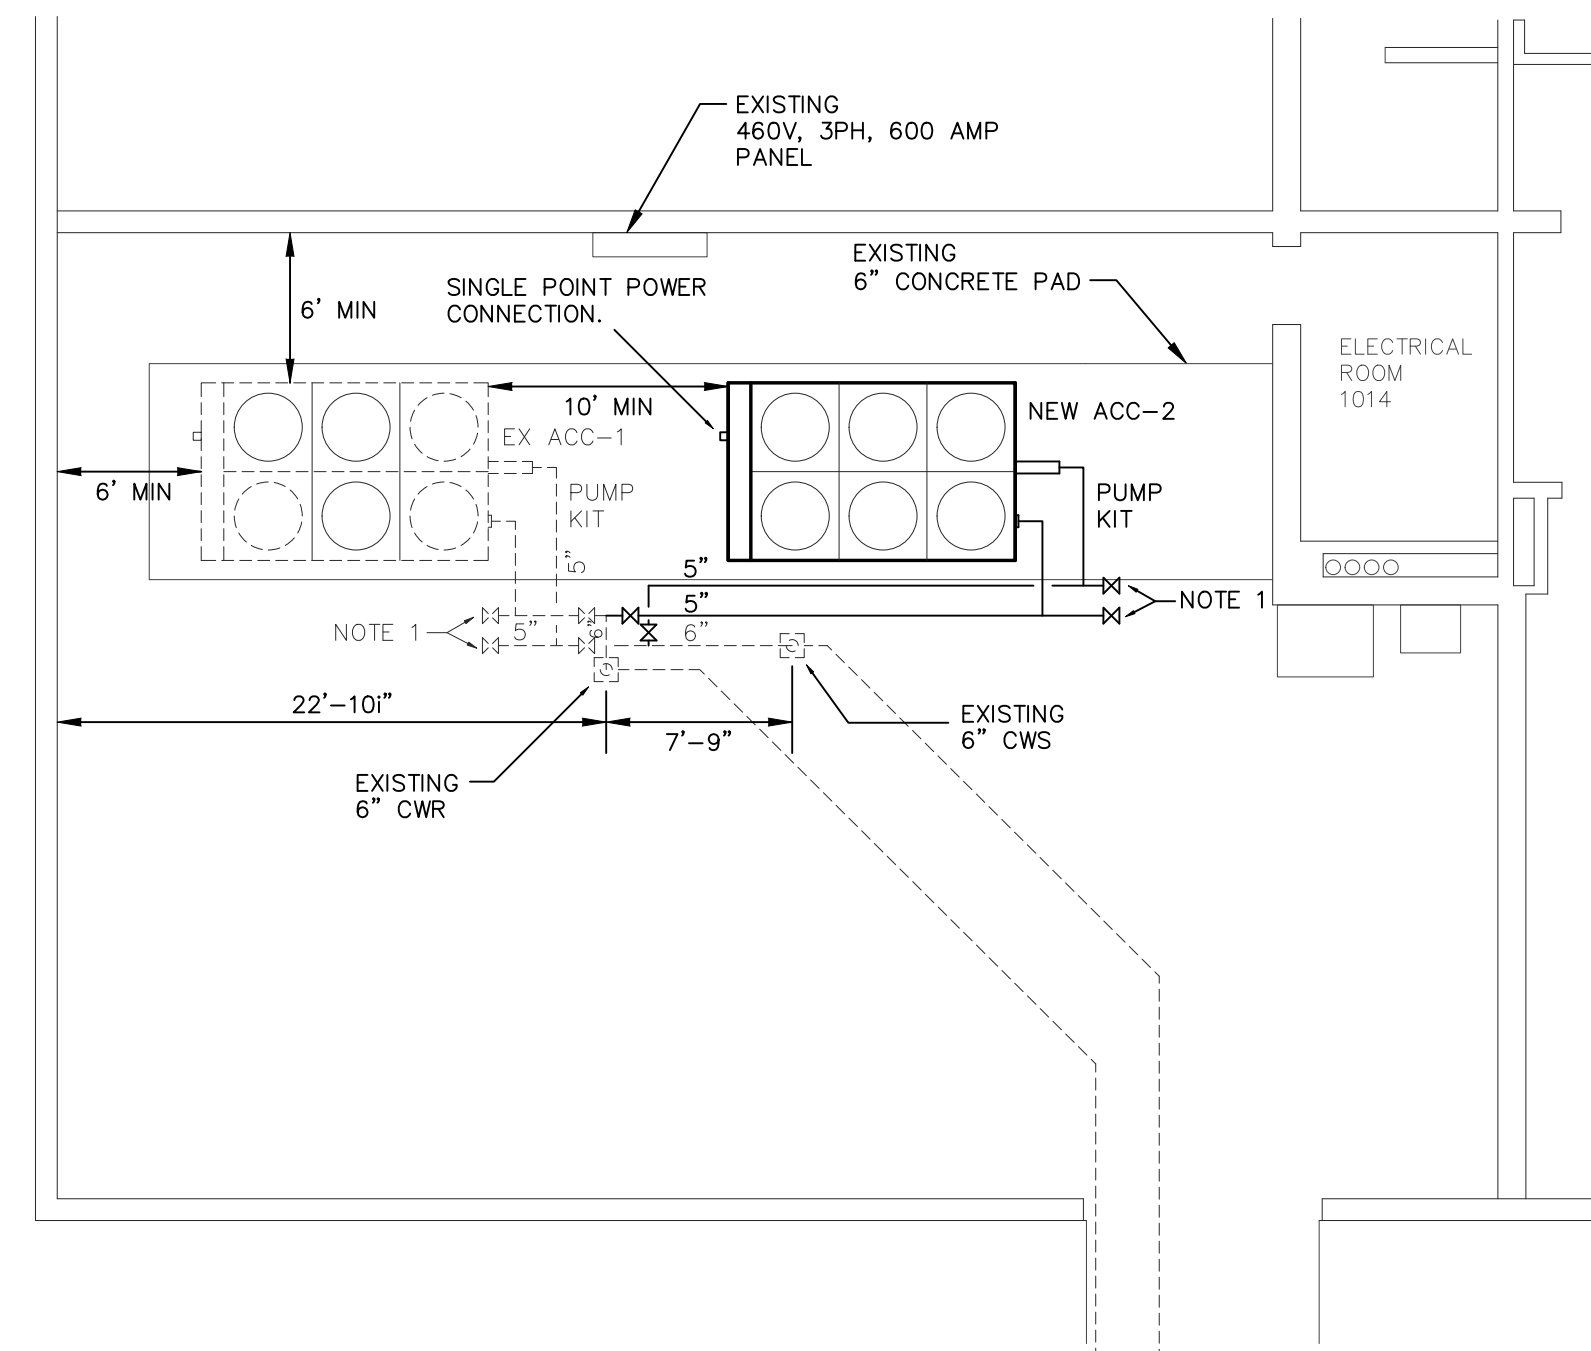 EXISTING
460V, 3PH, 600 AMP
PANEL
EXISTING
6" CONCRETE PAD
SINGLE POINT POWER
CONNECTION.
6' MIN
ELECTRICAL
ROOM
1014
10' MIN
NEW ACC-2
EX ACC-1
6' MIN
PUMP
KIT
PUMP
KIT
5"
5"
5"
NOTE 1
NOTE 1
5"
6"
6"
22'-10i"
7'-9"
EXISTING
6" CWS
EXISTING
6" CWR